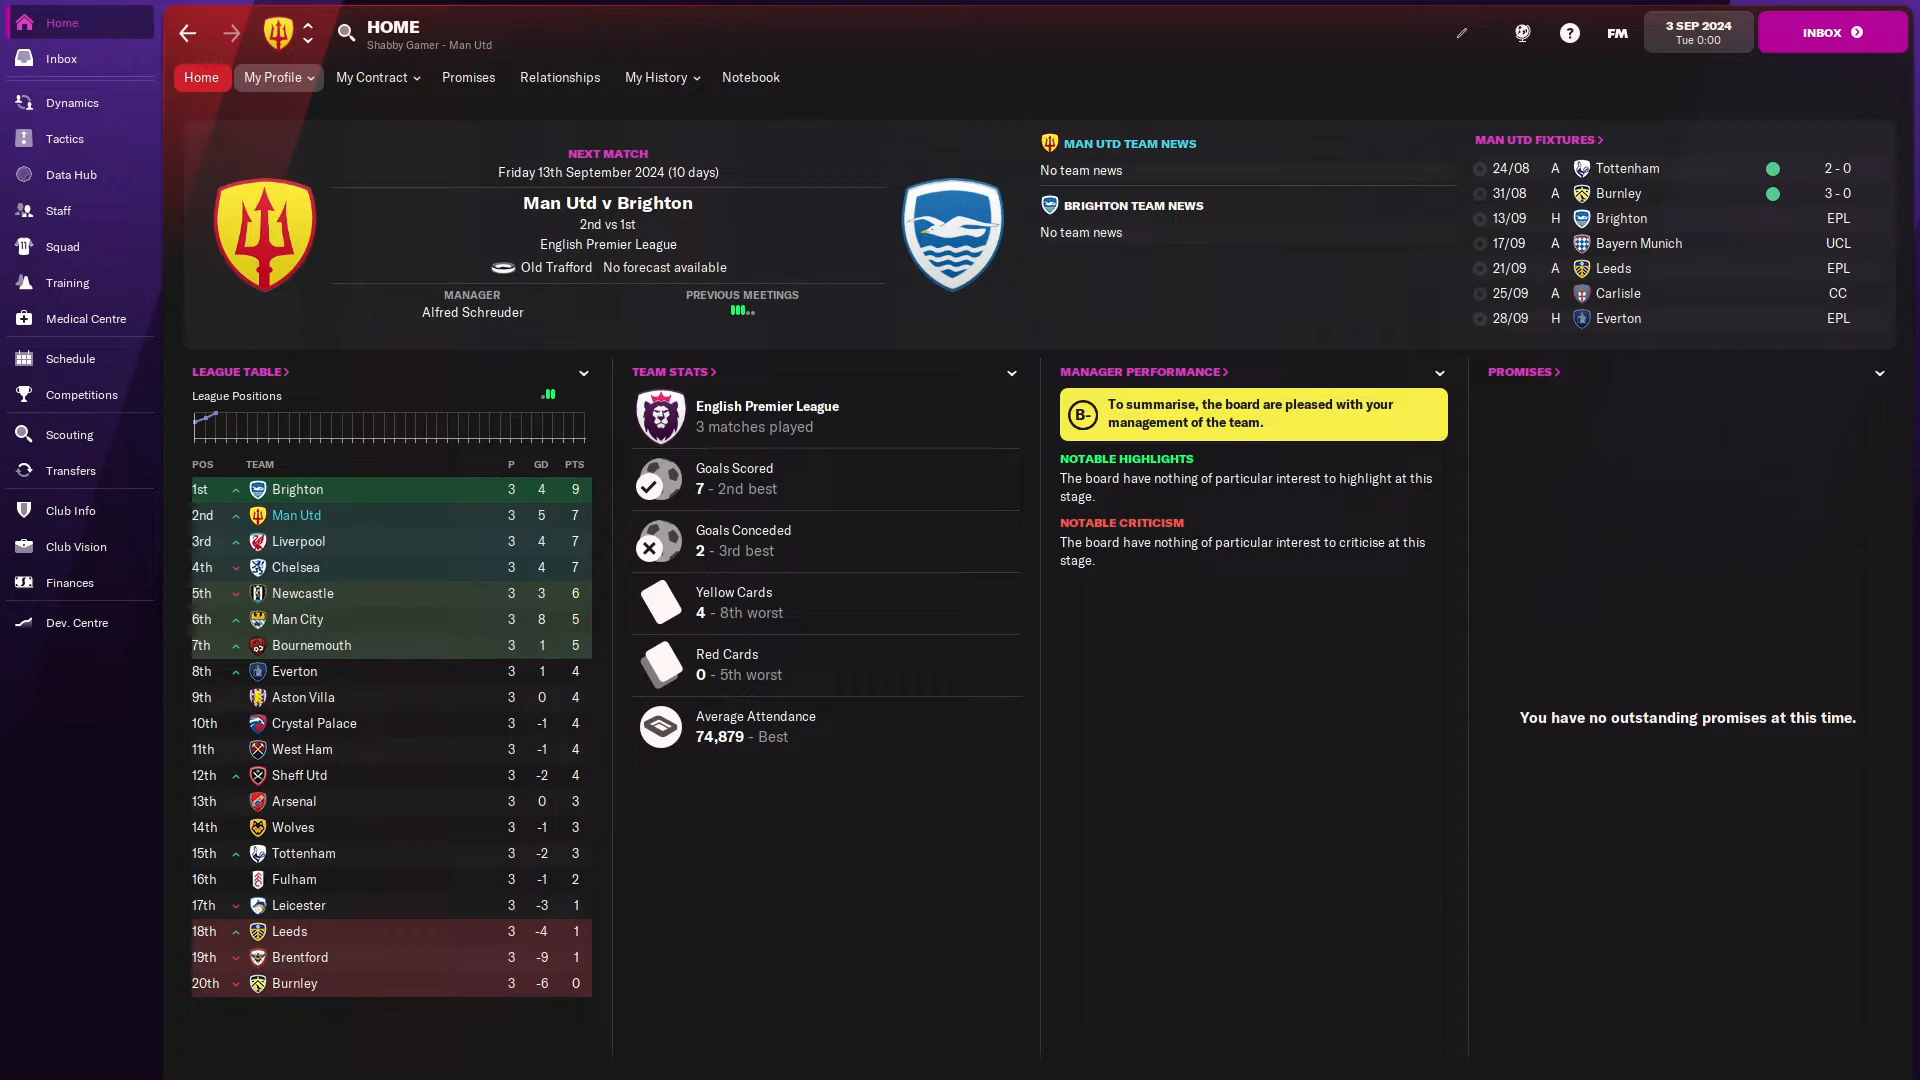 Home
Inbox
Dynamics
Tactics
Data Hub
Staff
Squad
Training
Medical Centre
Schedule
Competitions
Scouting
Transfers
Club Info
Club Vision
Finances
Dev. Centre
HOME
Shabby Gamer - Man Utd
?
FM
3 SEP 2024
Tue 0:00
INBOX
Home My Profile My Contract Promises Relationships My History Notebook
NEXT MATCH
Friday 13th September 2024 (10 days)
Man Utd v Brighton
2nd vs 1st
English Premier League
Old Trafford No forecast available
MANAGER
Alfred Schreuder
PREVIOUS MEETINGS
MAN UTD TEAM NEWS
No team news
BRIGHTON TEAM NEWS
No team news
MAN UTD FIXTURES >
24/08 A Tottenham 2 - 0
31/08 A Burnley 3 - 0
13/09 H Brighton EPL
17/09 A Bayern Munich UCL
21/09 A Leeds EPL
25/09 A Carlisle CC
28/09 H Everton EPL
LEAGUE TABLE >
League Positions
POS TEAM P GD PTS
1st Brighton 3 4 9
2nd Man Utd 3 5 7
3rd Liverpool 3 4 7
4th Chelsea 3 4 7
5th Newcastle 3 3 6
6th Man City 3 8 5
7th Bournemouth 3 1 5
8th Everton 3 1 4
9th Aston Villa 3 0 4
10th Crystal Palace 3 -1 4
11th West Ham 3 -1 4
12th Sheff Utd 3 -2 4
13th Arsenal 3 0 3
14th Wolves 3 -1 3
15th Tottenham 3 -2 3
16th Fulham 3 -1 2
17th Leicester 3 -3 1
18th Leeds 3 -4 1
19th Brentford 3 -9 1
20th Burnley 3 -6 0
TEAM STATS >
English Premier League
3 matches played
Goals Scored
7 - 2nd best
Goals Conceded
2 - 3rd best
Yellow Cards
4 - 8th worst
Red Cards
0 - 5th worst
Average Attendance
74,879 - Best
MANAGER PERFORMANCE >
B-
To summarise, the board are pleased with your
management of the team.
NOTABLE HIGHLIGHTS
The board have nothing of particular interest to highlight at this
stage.
NOTABLE CRITICISM
The board have nothing of particular interest to criticise at this
stage.
PROMISES >
You have no outstanding promises at this time.